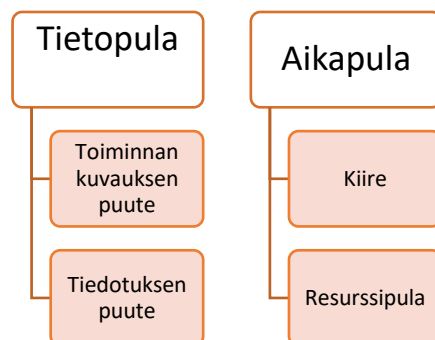 Tietopula
Toiminnan
kuvauksen
puute
Tiedotuksen
puute
Aikapula
Kiire
Resurssipula